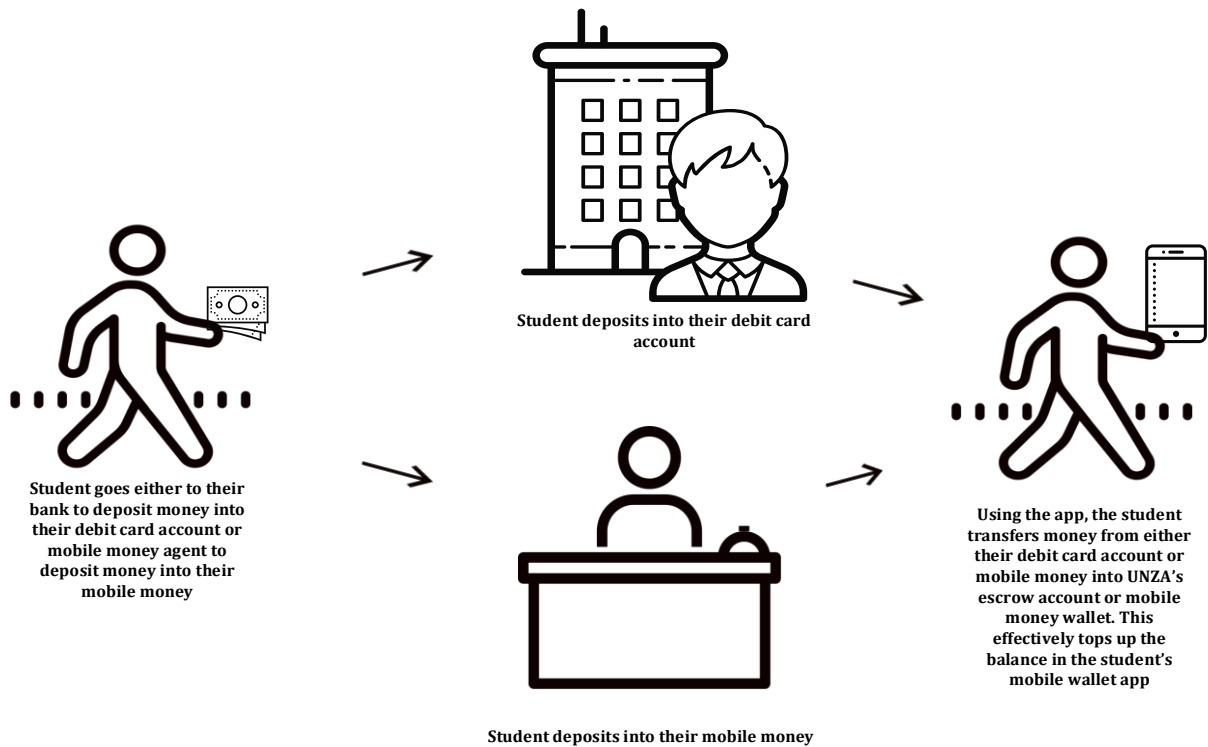 Student goes either to their
bank to deposit money into
their debit card account or
mobile money agent to
deposit money into their
mobile money
Student deposits into their debit card
account
Student deposits into their mobile money
Using the app, the student
transfers money from either
their debit card account or
mobile money into UNZA’s
escrow account or mobile
money wallet. This
effectively tops up the
balance in the student’s
mobile wallet app